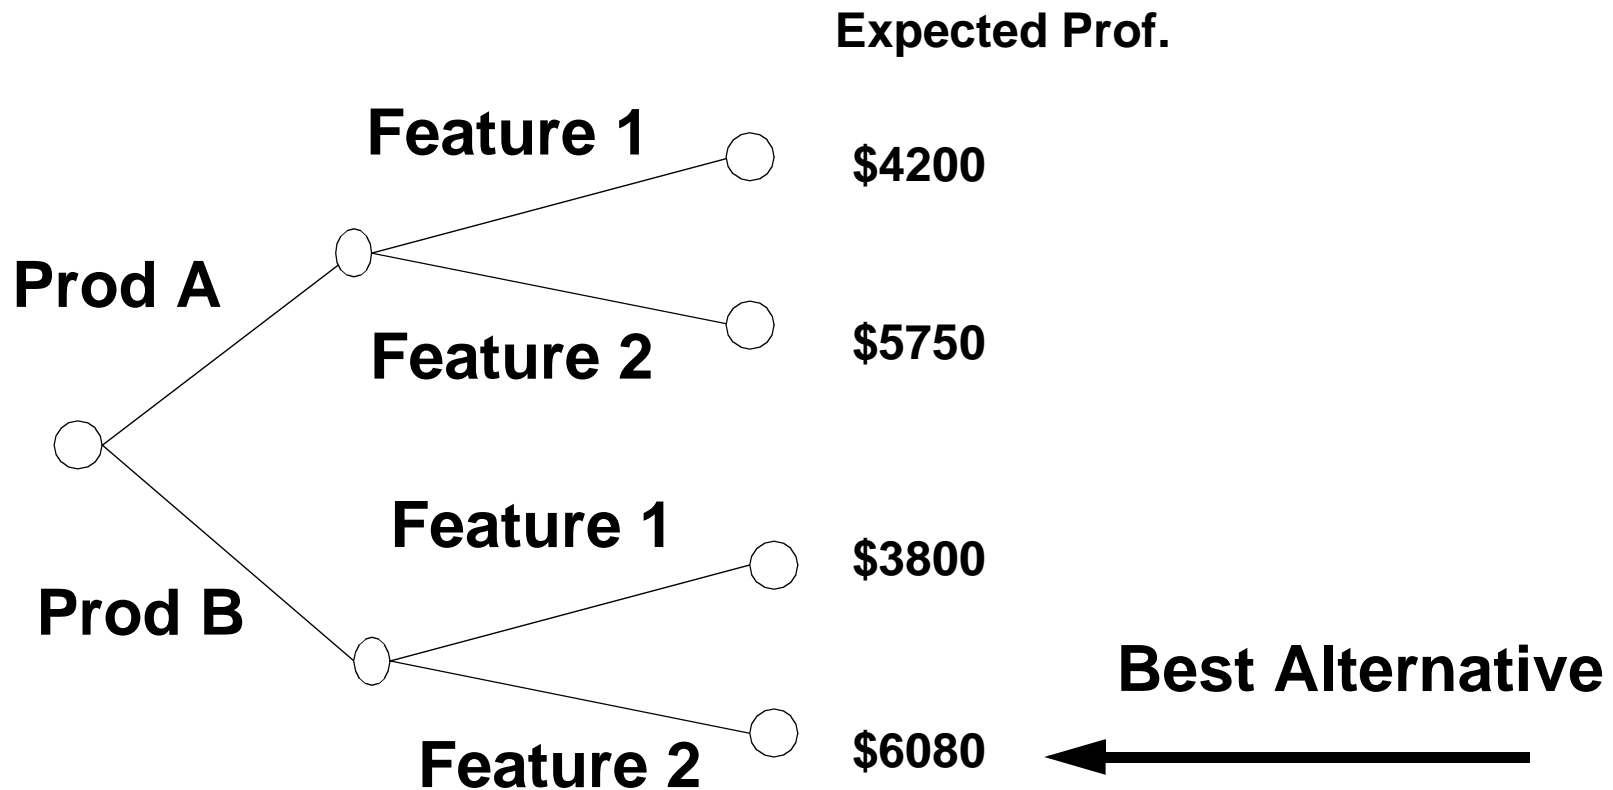 Expected Prof.
Feature 1
$4200
Prod A
Feature 2
$5750
Feature 1
$3800
Prod B
Best Alternative
Feature 2
$6080